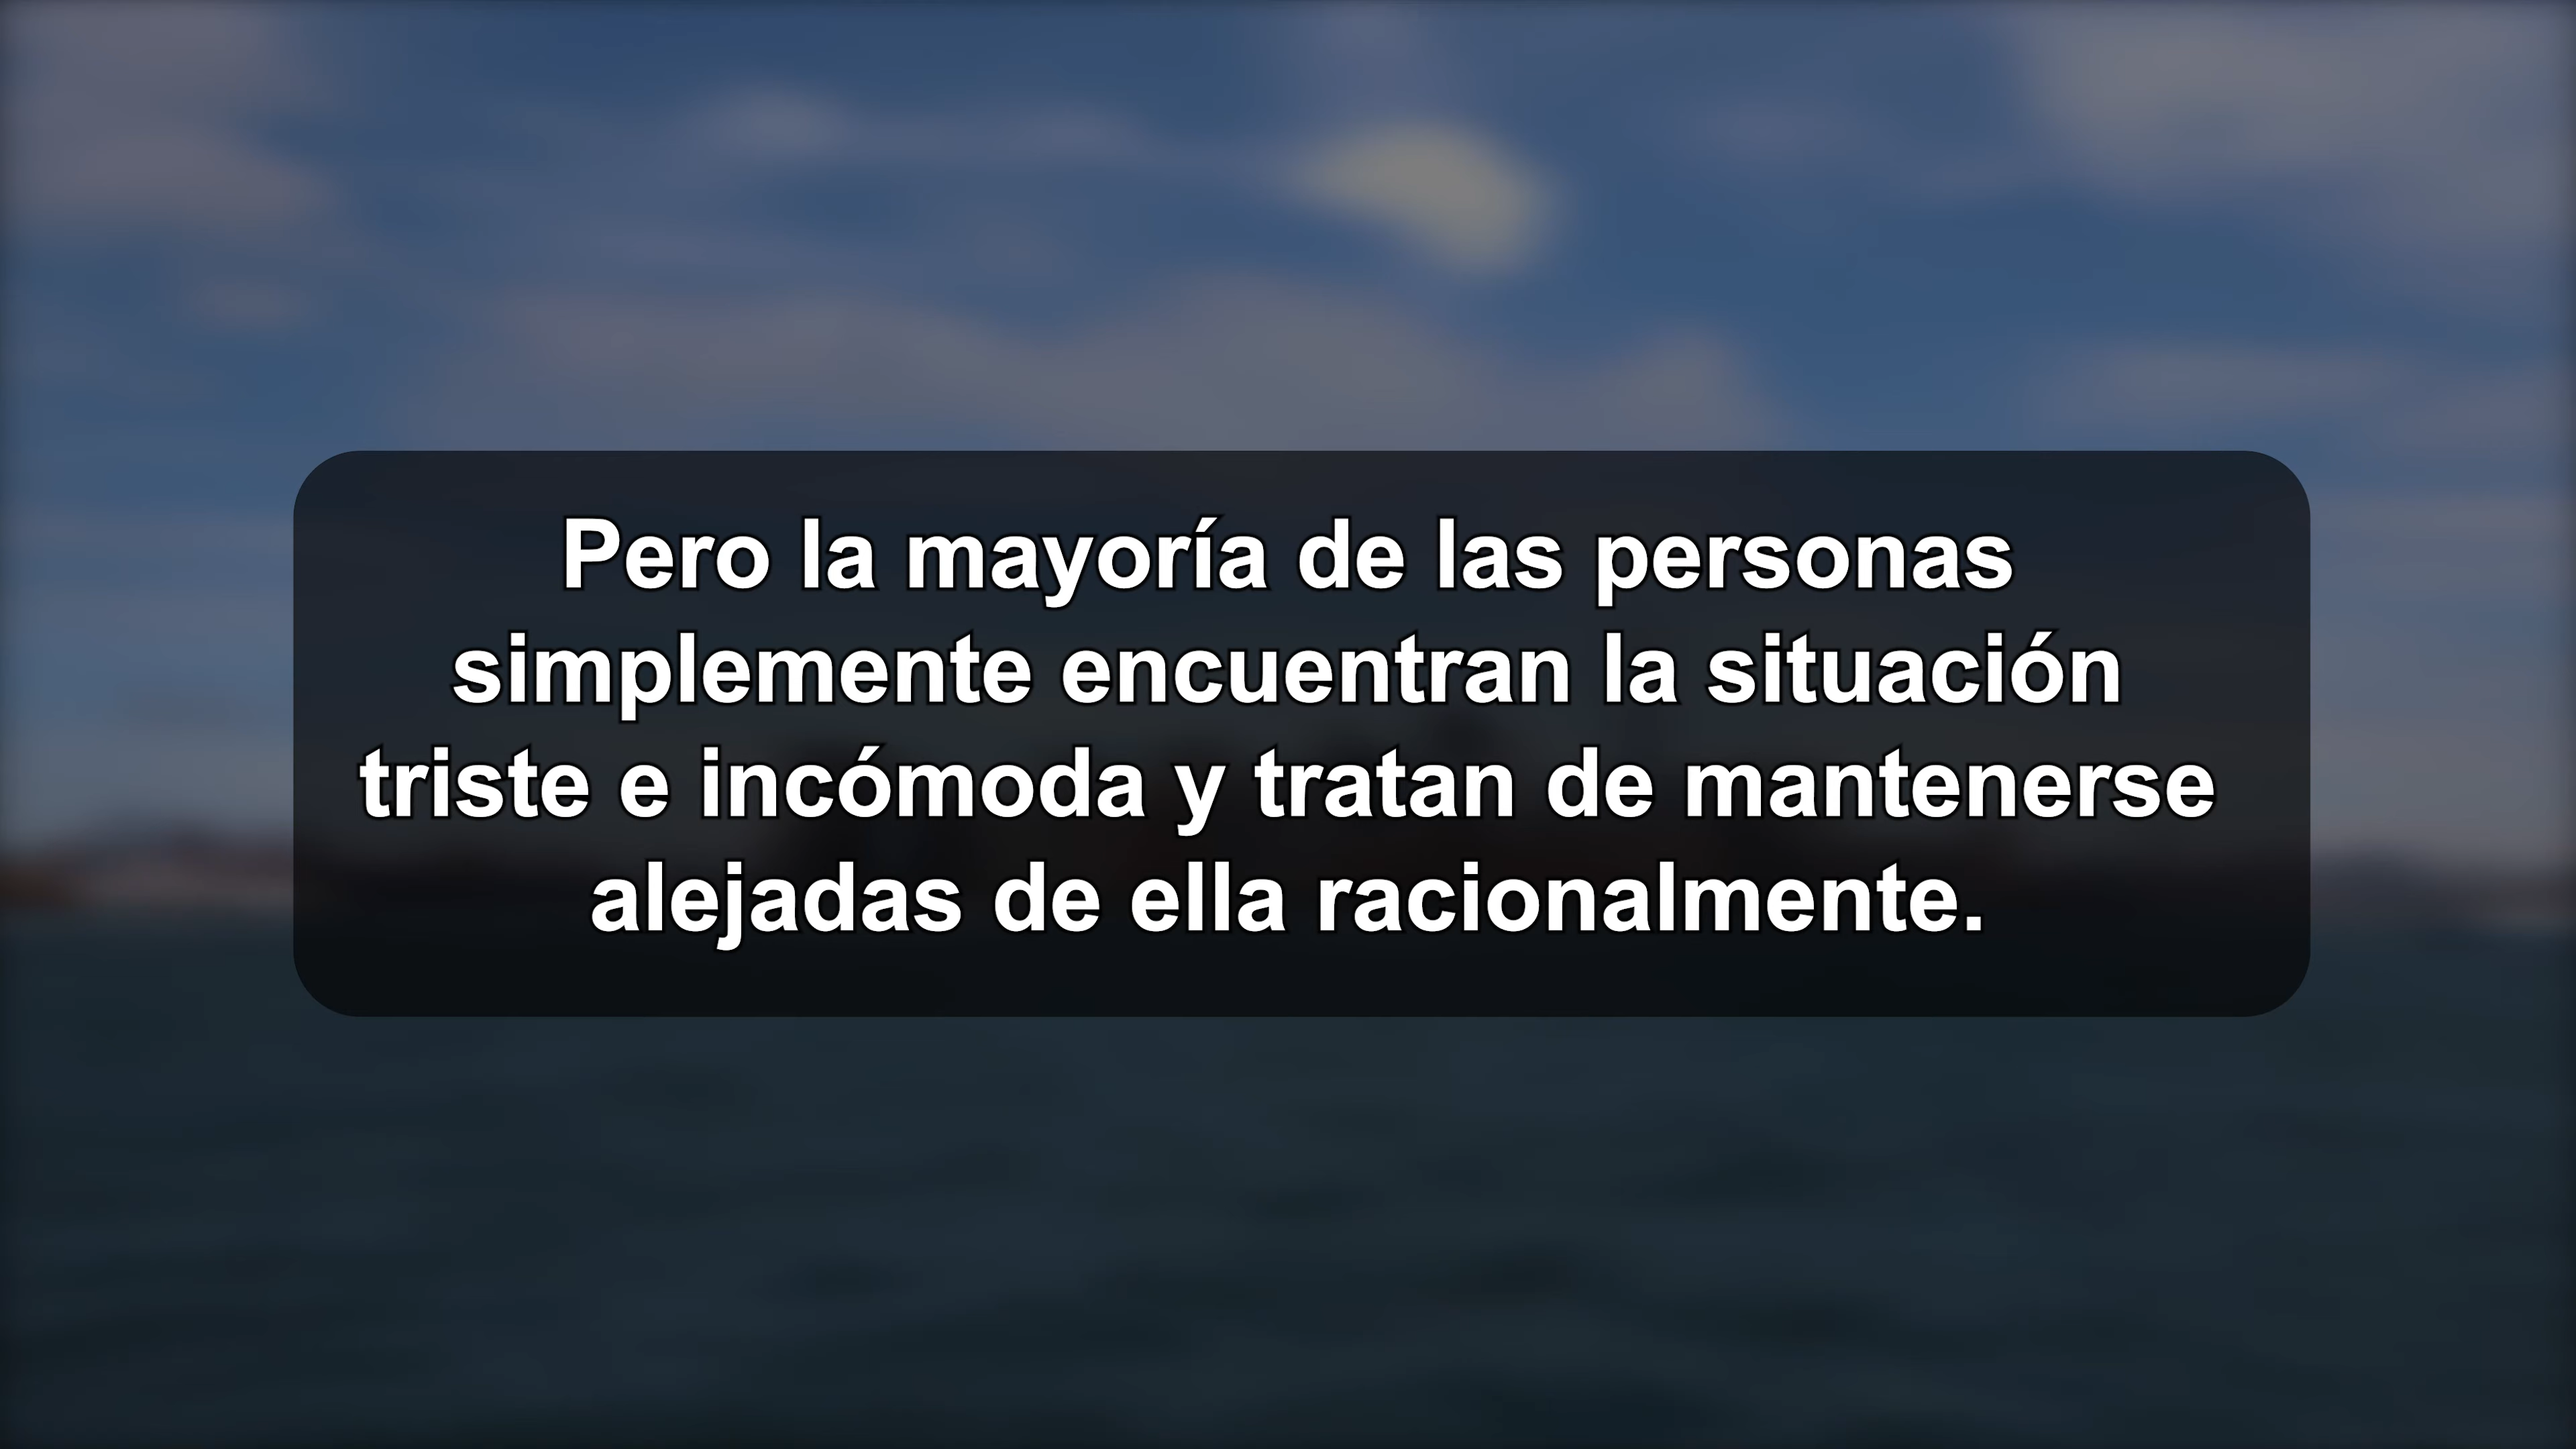 Pero la mayoría de las personas
simplemente encuentran la situación
triste e incómoda y tratan de mantenerse
alejadas de ella racionalmente.